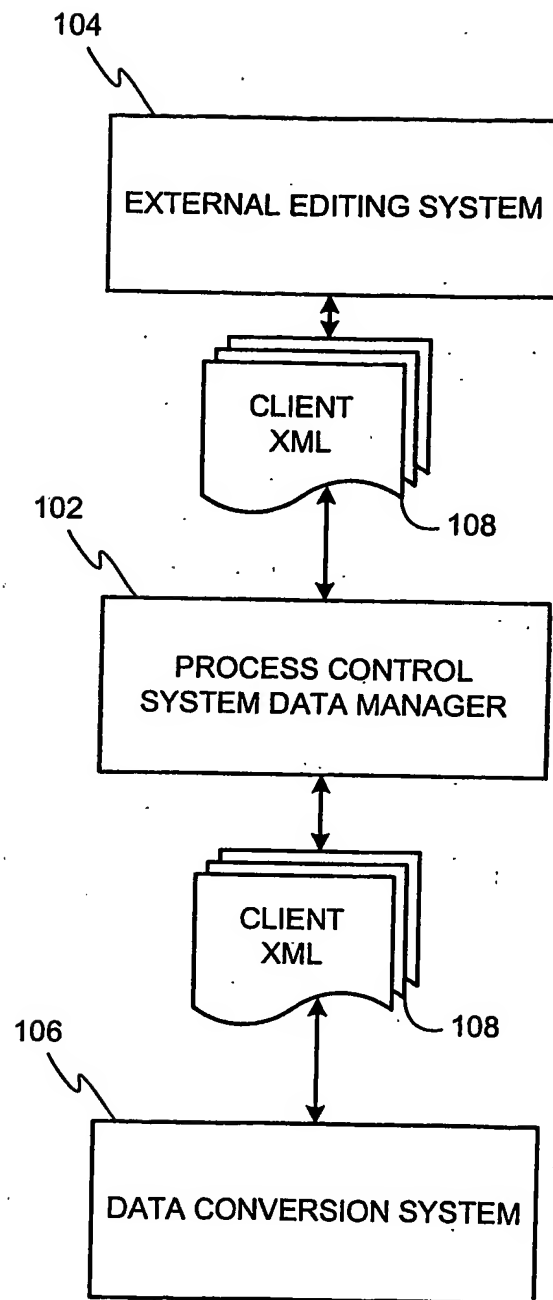 104
EXTERNAL EDITING SYSTEM
CLIENT
XML
108
102
PROCESS CONTROL
SYSTEM DATA MANAGER
CLIENT
XML
108
106
DATA CONVERSION SYSTEM